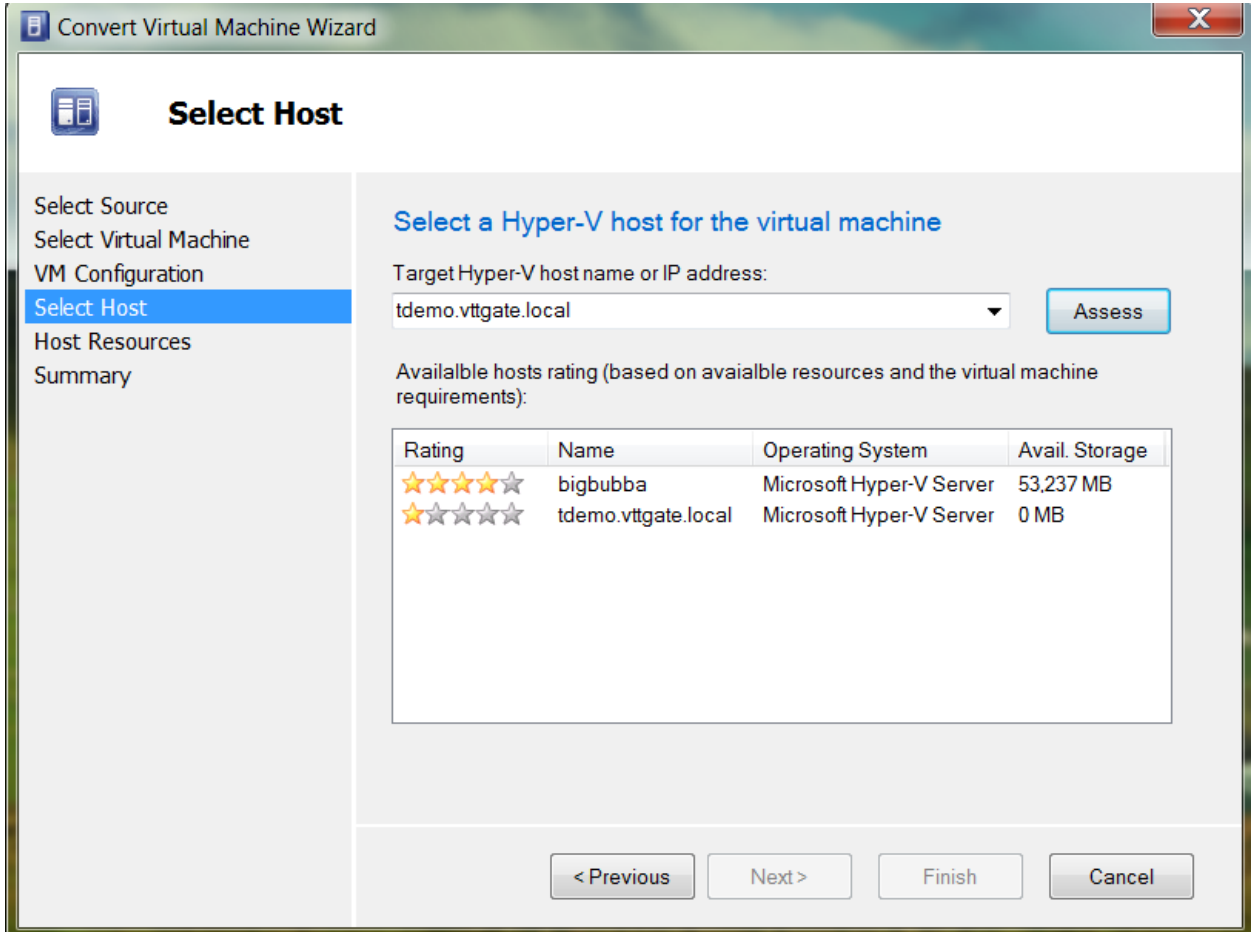 Convert Virtual Machine Wizard
X
Select Host
Select Source
Select Virtual Machine
VM Configuration
Select Host
Host Resources
Summary
Select a Hyper-V host for the virtual machine
Target Hyper-V host name or IP address:
tdemo.vttgate.local
Assess
Availalble hosts rating (based on avaialble resources and the virtual machine
requirements):
Rating Name Operating System Avail. Storage
bigbubba Microsoft Hyper-V Server 53,237 MB
tdemo.vttgate.local Microsoft Hyper-V Server 0 MB
< Previous Next > Finish Cancel